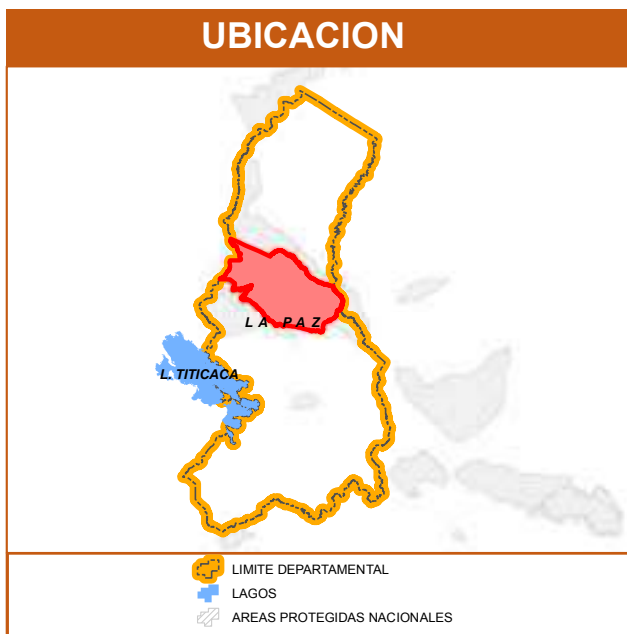 UBICACION
L A P A Z
L. TITICACA
LIMITE DEPARTAMENTAL
LAGOS
AREAS PROTEGIDAS NACIONALES